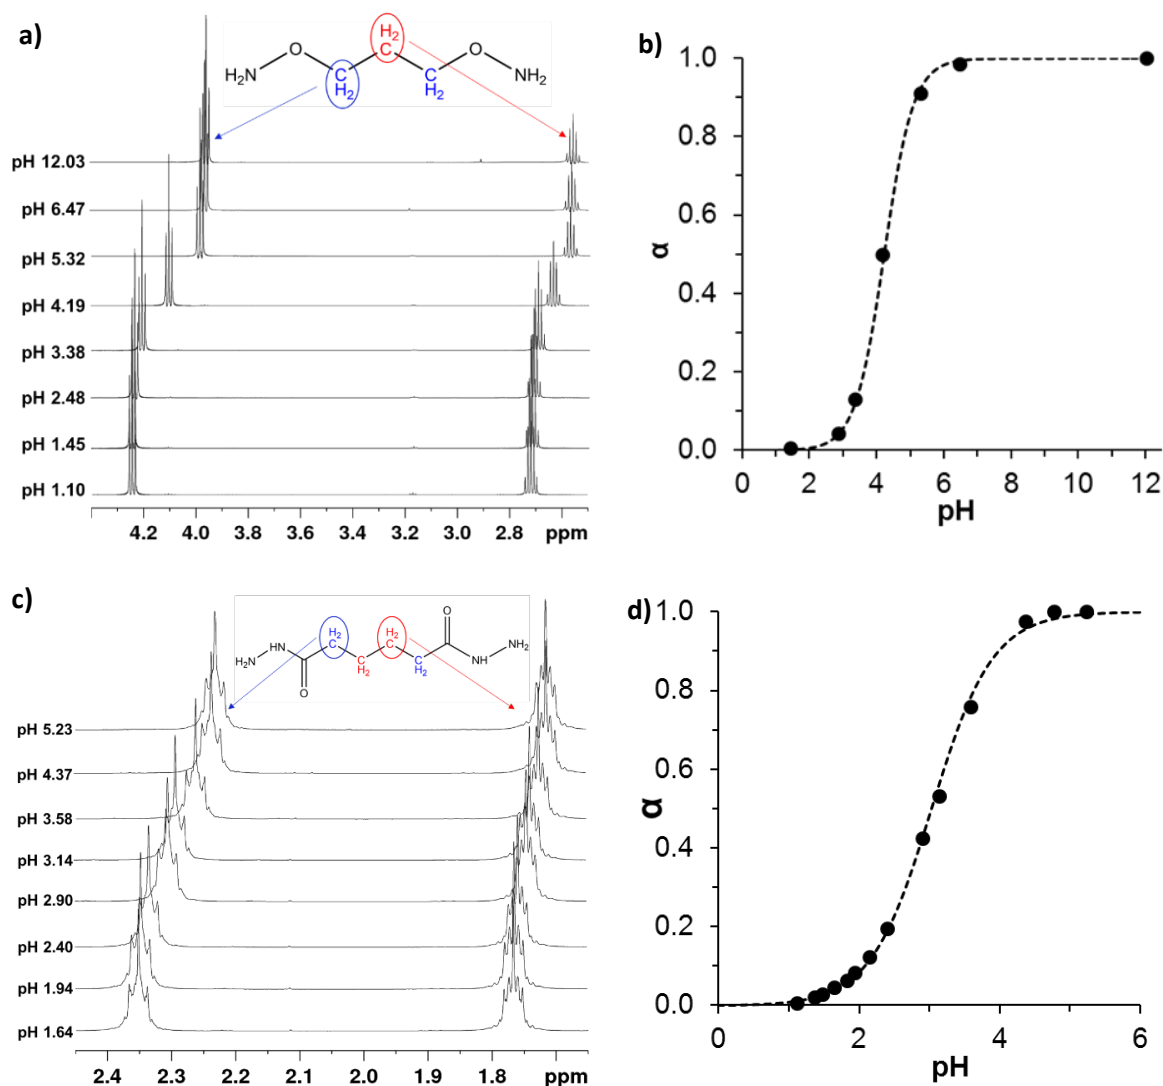 a)
H₂N
O
C
H₂
H₂
C
C
H₂
O
NH₂
pH 12.03
pH 6.47
pH 5.32
pH 4.19
pH 3.38
pH 2.48
pH 1.45
pH 1.10
4.2 4.0 3.8 3.6 3.4 3.2 3.0 2.8 ppm
b)
1.0
0.8
0.6
0.4
0.2
0.0
α
0 2 4 6 8 10 12
pH
c)
H₂N
HN
O
H₂
H₂
H₂
H₂
O
NH
NH₂
pH 5.23
pH 4.37
pH 3.58
pH 3.14
pH 2.90
pH 2.40
pH 1.94
pH 1.64
2.4 2.3 2.2 2.1 2.0 1.9 1.8 ppm
d)
1.0
0.8
0.6
0.4
0.2
0.0
α
0 2 4 6
pH